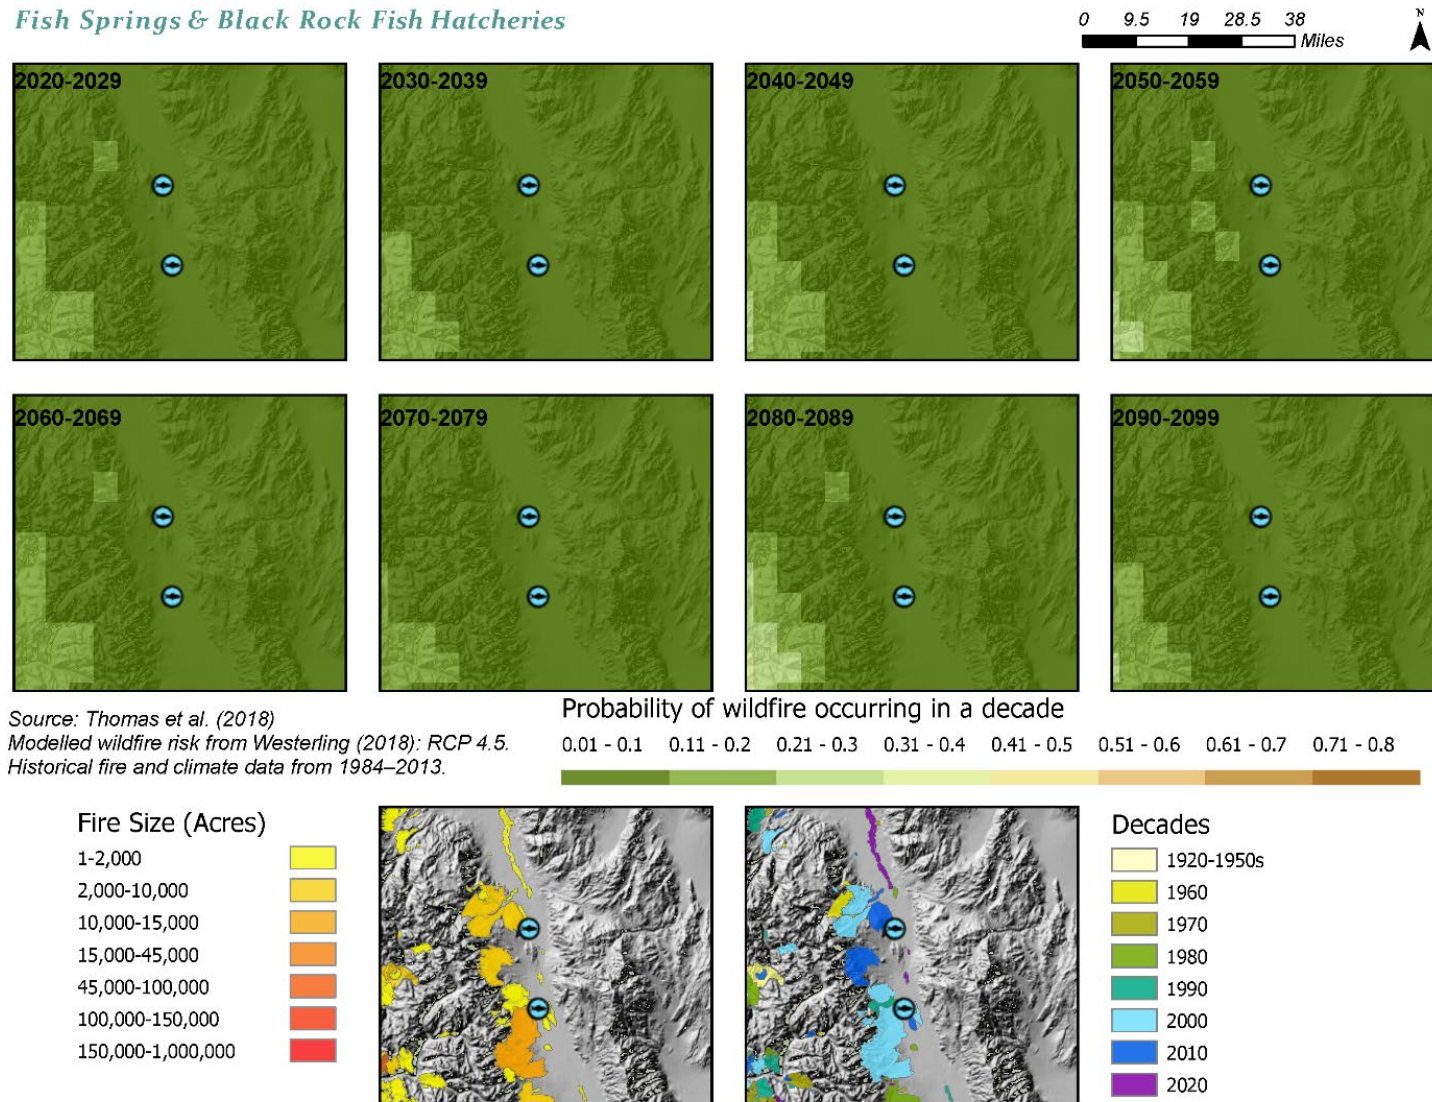 Fish Springs & Black Rock Fish Hatcheries
0 9.5 19 28.5 38
Miles
N
2020-2029
2030-2039
2040-2049
2050-2059
2060-2069
2070-2079
2080-2089
2090-2099
Source: Thomas et al. (2018)
Modelled wildfire risk from Westerling (2018): RCP 4.5.
Historical fire and climate data from 1984–2013.
Probability of wildfire occurring in a decade
0.01 - 0.1 0.11 - 0.2 0.21 - 0.3 0.31 - 0.4 0.41 - 0.5 0.51 - 0.6 0.61 - 0.7 0.71 - 0.8
Fire Size (Acres)
1-2,000
2,000-10,000
10,000-15,000
15,000-45,000
45,000-100,000
100,000-150,000
150,000-1,000,000
Decades
1920-1950s
1960
1970
1980
1990
2000
2010
2020